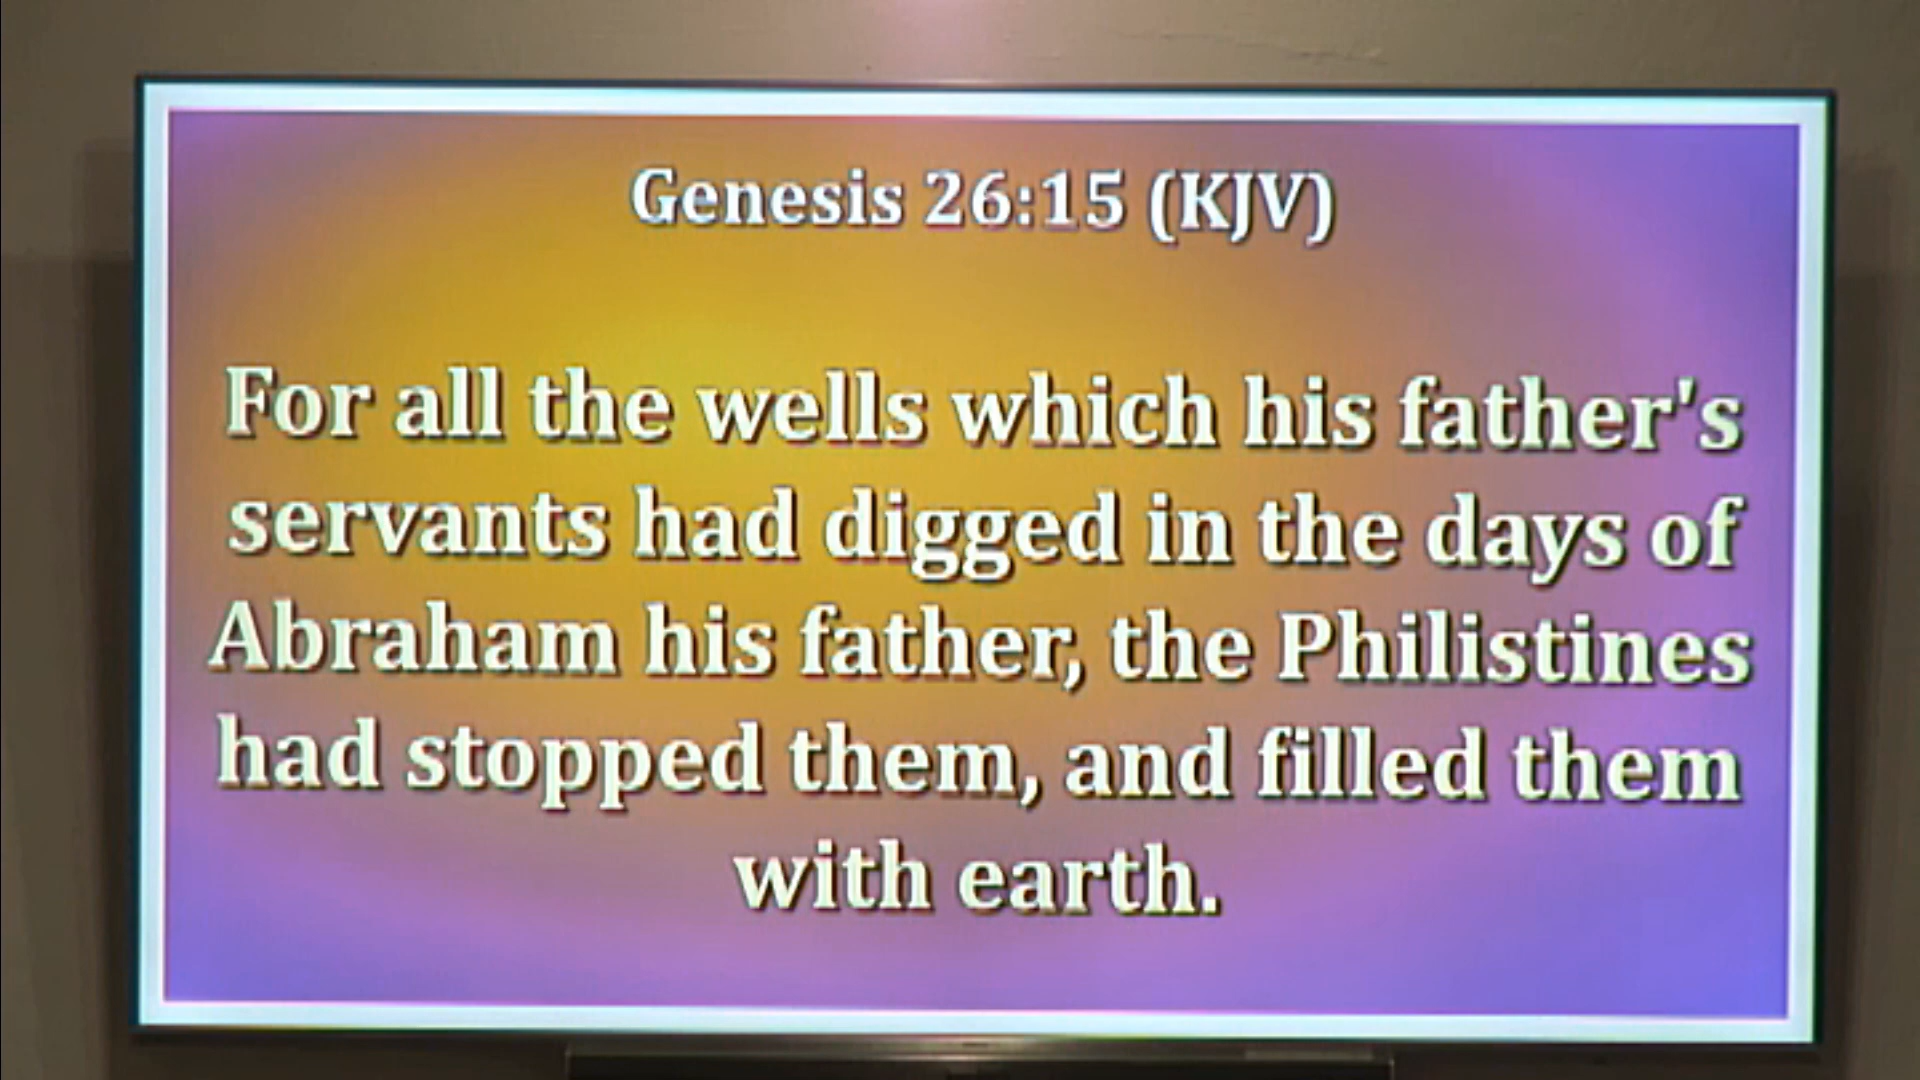 Genesis 26:15 (KJV)
For all the wells which his father's
servants had digged in the days of
Abraham his father, the Philistines
had stopped them, and filled them
with earth.